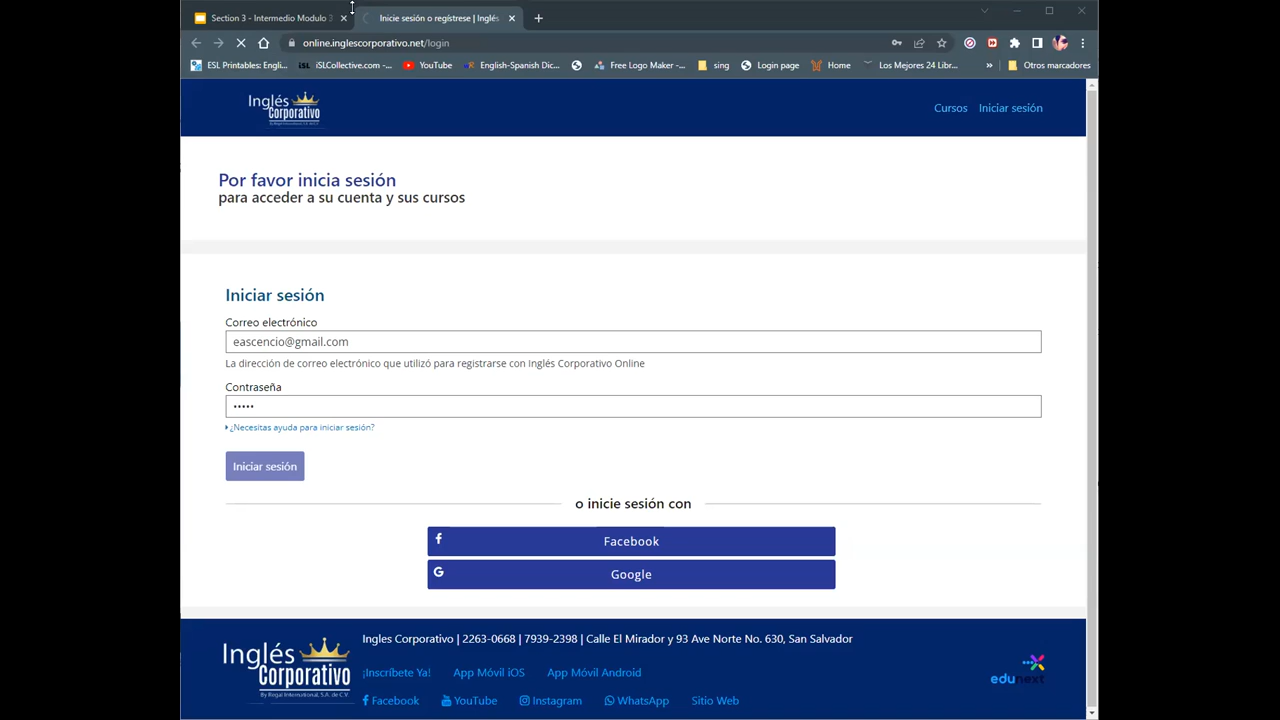 Section 3 - Intermedio Modulo 3
Inicie sesión o regístrese | Inglés
online.inglescorporativo.net/login
ESL Printables: Engli...
iSLCollective.com -...
YouTube
English-Spanish Dic...
Free Logo Maker -...
sing
Login page
Home
Los Mejores 24 Libr...
Otros marcadores
Inglés
Corporativo
Cursos
Iniciar sesión
Por favor inicia sesión
para acceder a su cuenta y sus cursos
Iniciar sesión
Correo electrónico
eascencio@gmail.com
La dirección de correo electrónico que utilizó para registrarse con Inglés Corporativo Online
Contraseña
•••••
¿Necesitas ayuda para iniciar sesión?
Iniciar sesión
o inicie sesión con
Facebook
Google
Inglés
Corporativo
By Regal International, S.A. de C.V.
Ingles Corporativo | 2263-0668 | 7939-2398 | Calle El Mirador y 93 Ave Norte No. 630, San Salvador
¡Inscríbete Ya!
App Móvil iOS
App Móvil Android
Facebook
YouTube
Instagram
WhatsApp
Sitio Web
edunext